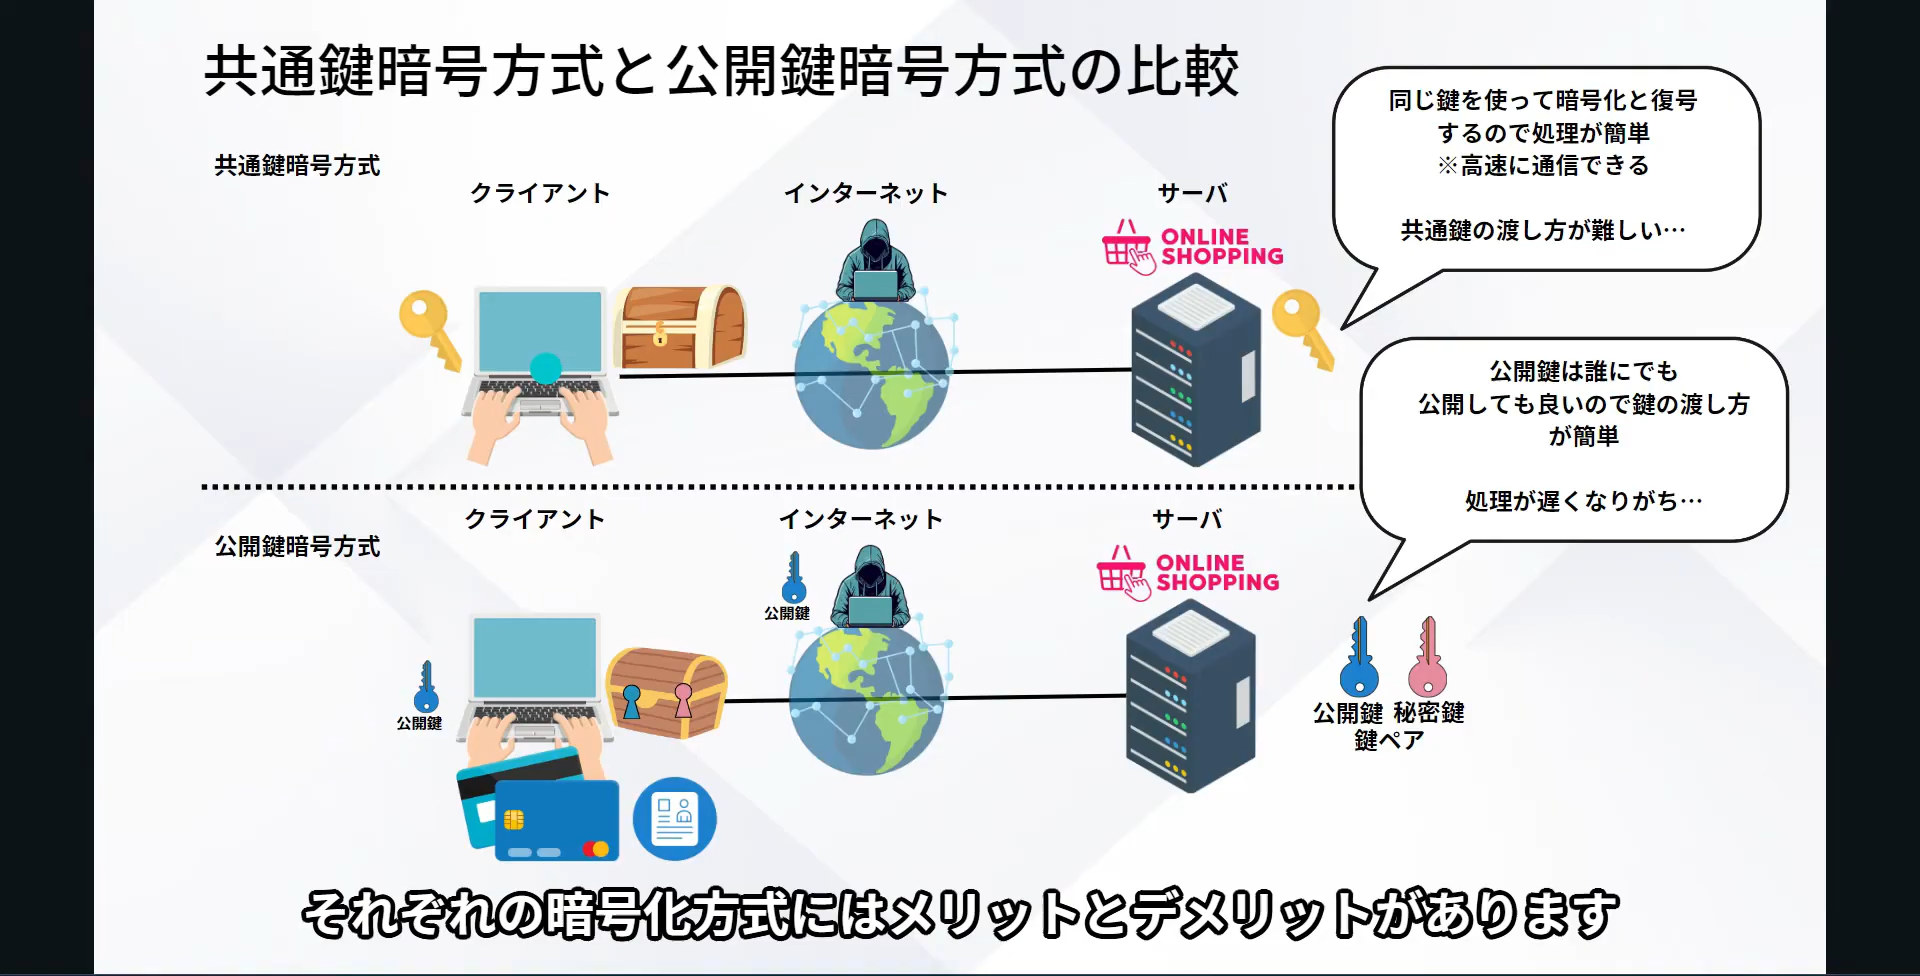 共通鍵暗号方式と公開鍵暗号方式の比較
同じ鍵を使って暗号化と復号
するので処理が簡単
※高速に通信できる
共通鍵の渡し方が難しい…
共通鍵暗号方式
クライアント
インターネット
サーバ
ONLINE
SHOPPING
公開鍵は誰にでも
公開しても良いので鍵の渡し方
が簡単
処理が遅くなりがち…
公開鍵暗号方式
クライアント
インターネット
サーバ
ONLINE
SHOPPING
公開鍵
公開鍵
公開鍵 秘密鍵
鍵ペア
それぞれの暗号化方式にはメリットとデメリットがあります